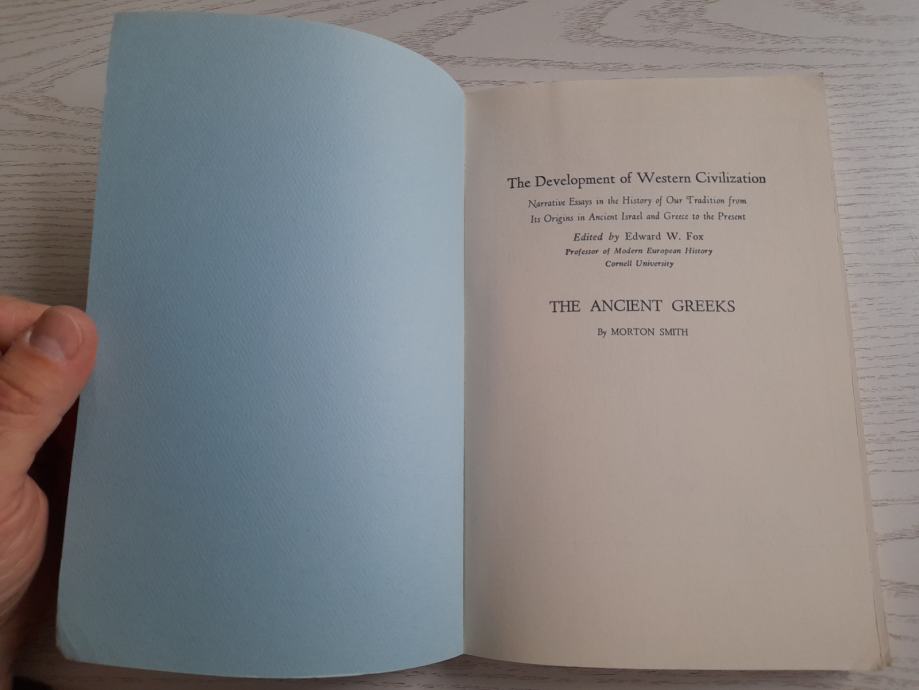 The Development of Western Civilization
Narrative Essays in the History of Our Tradition from
Its Origins in Ancient Israel and Greece to the Present
Edited by Edward W. Fox
Professor of Modern European History
Cornell University
THE ANCIENT GREEKS
By MORTON SMITH